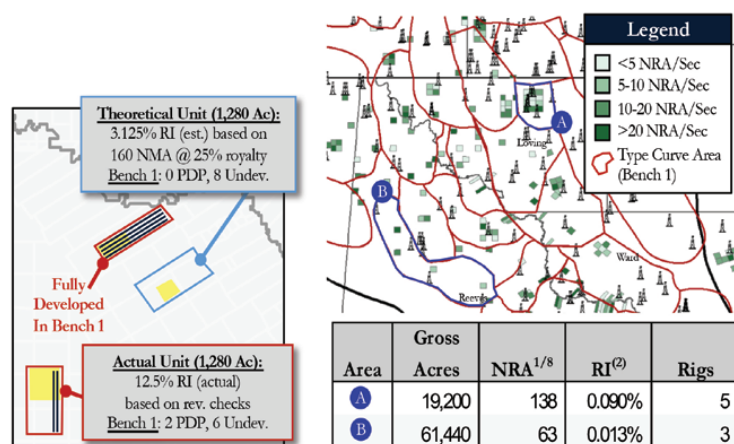 Theoretical Unit (1,280 Ac):
3.125% RI (est.) based on
160 NMA @ 25% royalty
Bench 1: 0 PDP, 8 Undev.
Fully
Developed
In Bench 1
Actual Unit (1,280 Ac):
12.5% RI (actual)
based on rev. checks
Bench 1: 2 PDP, 6 Undev.
Legend
<5 NRA/Sec
5-10 NRA/Sec
10-20 NRA/Sec
>20 NRA/Sec
Type Curve Area
(Bench 1)
A
Loving
B
Ward
Reeves
Gross
Area Acres NRA1/8 RI(2) Rigs
A 19,200 138 0.090% 5
B 61,440 63 0.013% 3